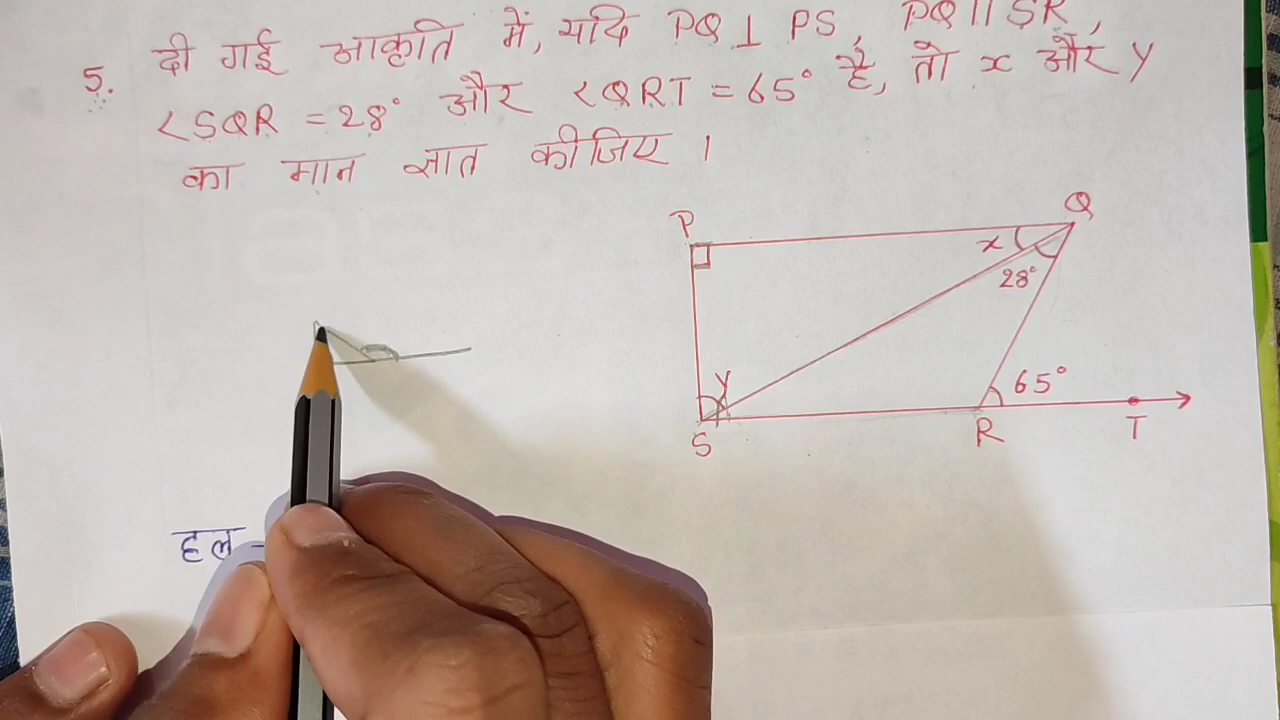 5. दी गई आकृति में, यदि PQ ⊥ PS, PQ || SR,
∠SQR = 28° और ∠QRT = 65° है, तो x और y
का मान ज्ञात कीजिए ।
P
Q
x
28°
y
65°
S
R
T
हल -